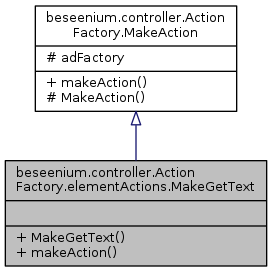 beseenium.controller.Action
Factory.MakeAction
# adFactory
+ makeAction()
# MakeAction()
beseenium.controller.Action
Factory.elementActions.MakeGetText
+ MakeGetText()
+ makeAction()